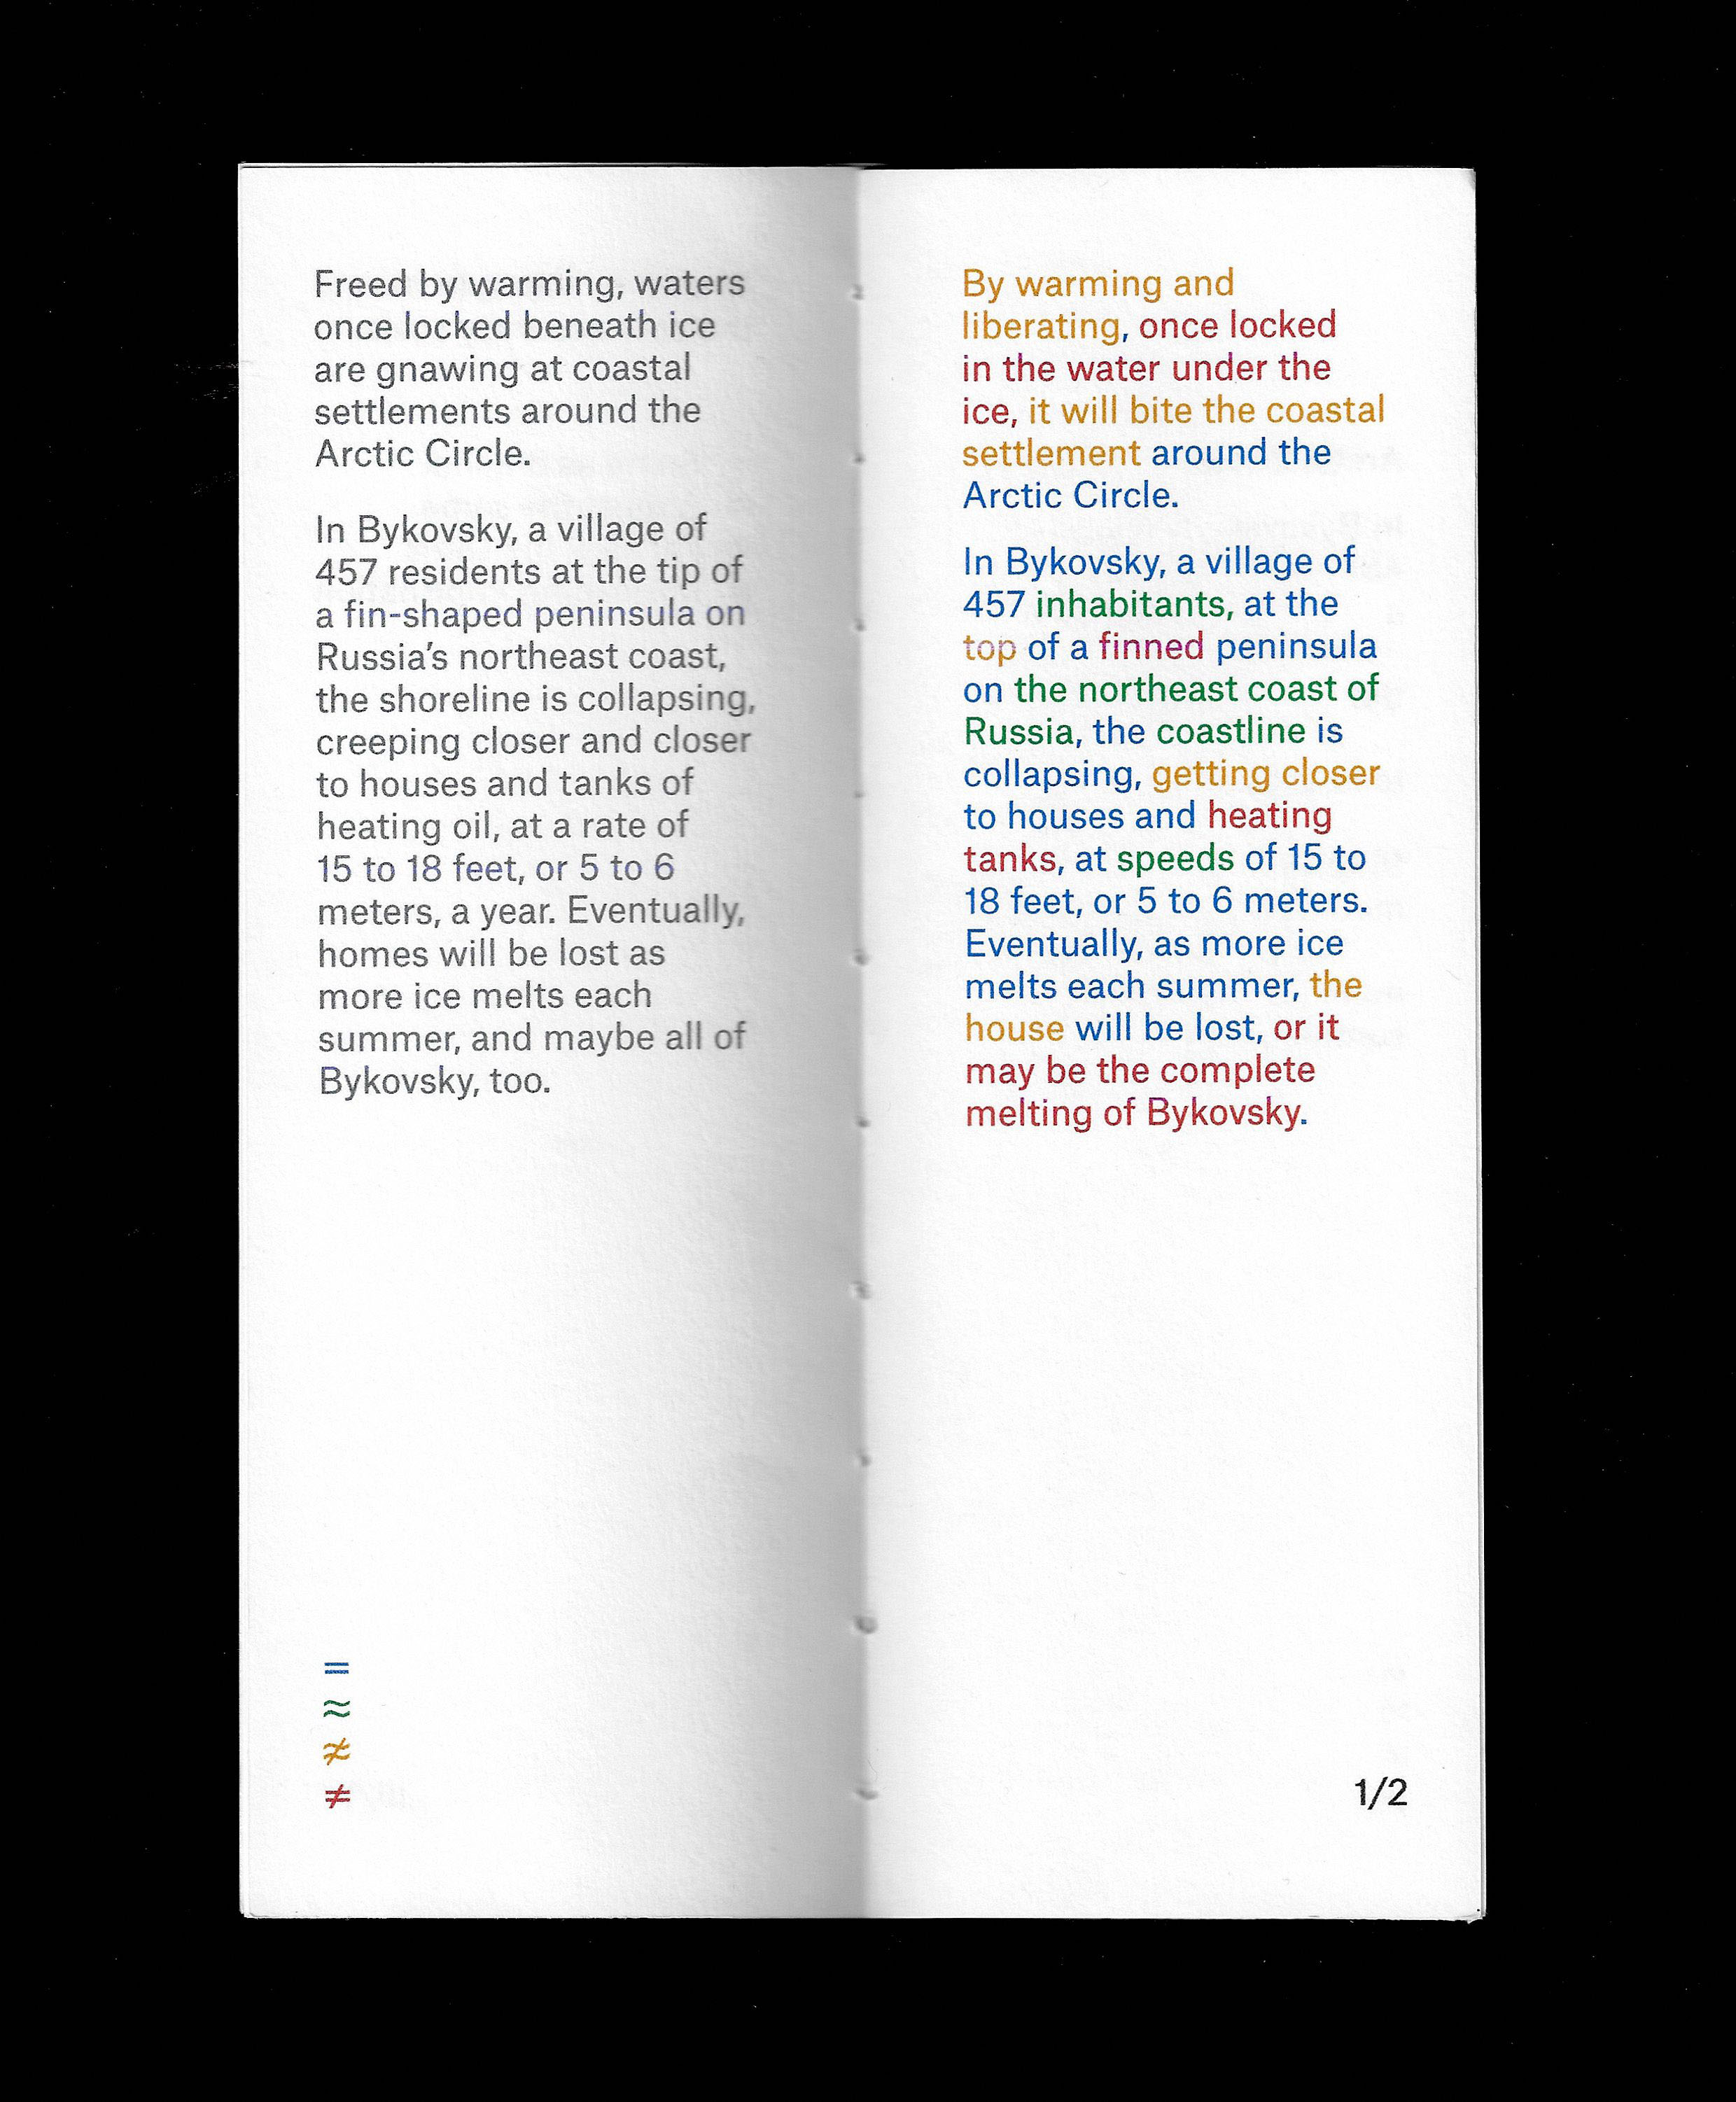 Freed by warming, waters
once locked beneath ice
are gnawing at coastal
settlements around the
Arctic Circle.
In Bykovsky, a village of
457 residents at the tip of
a fin-shaped peninsula on
Russia’s northeast coast,
the shoreline is collapsing,
creeping closer and closer
to houses and tanks of
heating oil, at a rate of
15 to 18 feet, or 5 to 6
meters, a year. Eventually,
homes will be lost as
more ice melts each
summer, and maybe all of
Bykovsky, too.
=
≈
≉
≠
By warming and
liberating, once locked
in the water under the
ice, it will bite the coastal
settlement around the
Arctic Circle.
In Bykovsky, a village of
457 inhabitants, at the
top of a finned peninsula
on the northeast coast of
Russia, the coastline is
collapsing, getting closer
to houses and heating
tanks, at speeds of 15 to
18 feet, or 5 to 6 meters.
Eventually, as more ice
melts each summer, the
house will be lost, or it
may be the complete
melting of Bykovsky.
1/2